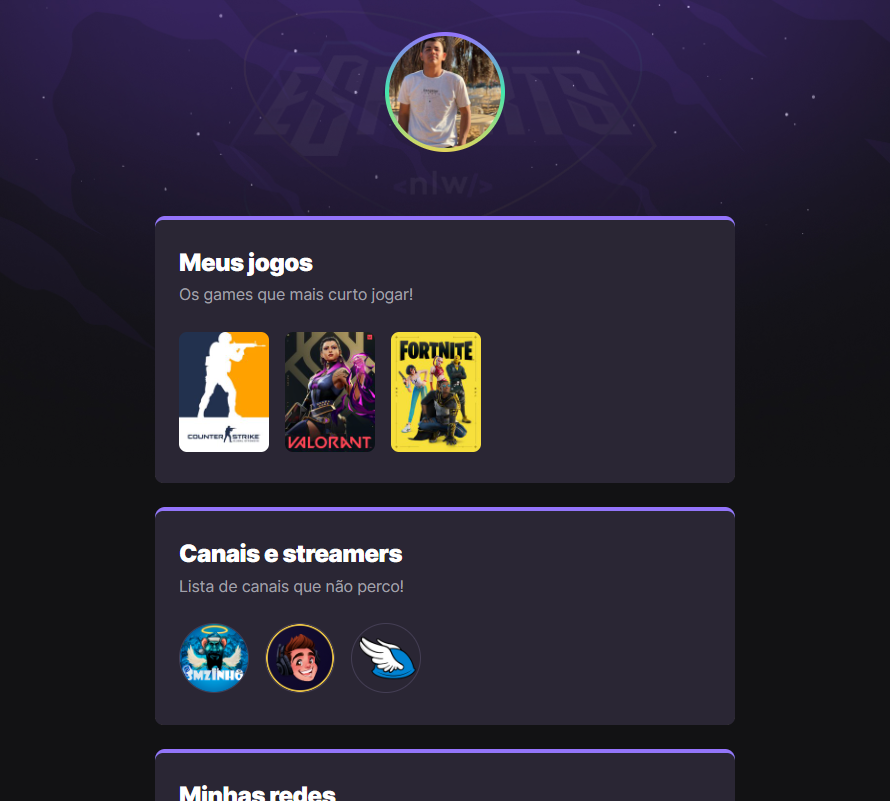 ESPORTS
<nlw/>
Meus jogos
Os games que mais curto jogar!
COUNTER STRIKE
VALORANT
FORTNITE
Canais e streamers
Lista de canais que não perco!
3MZINHO
Minhas redes